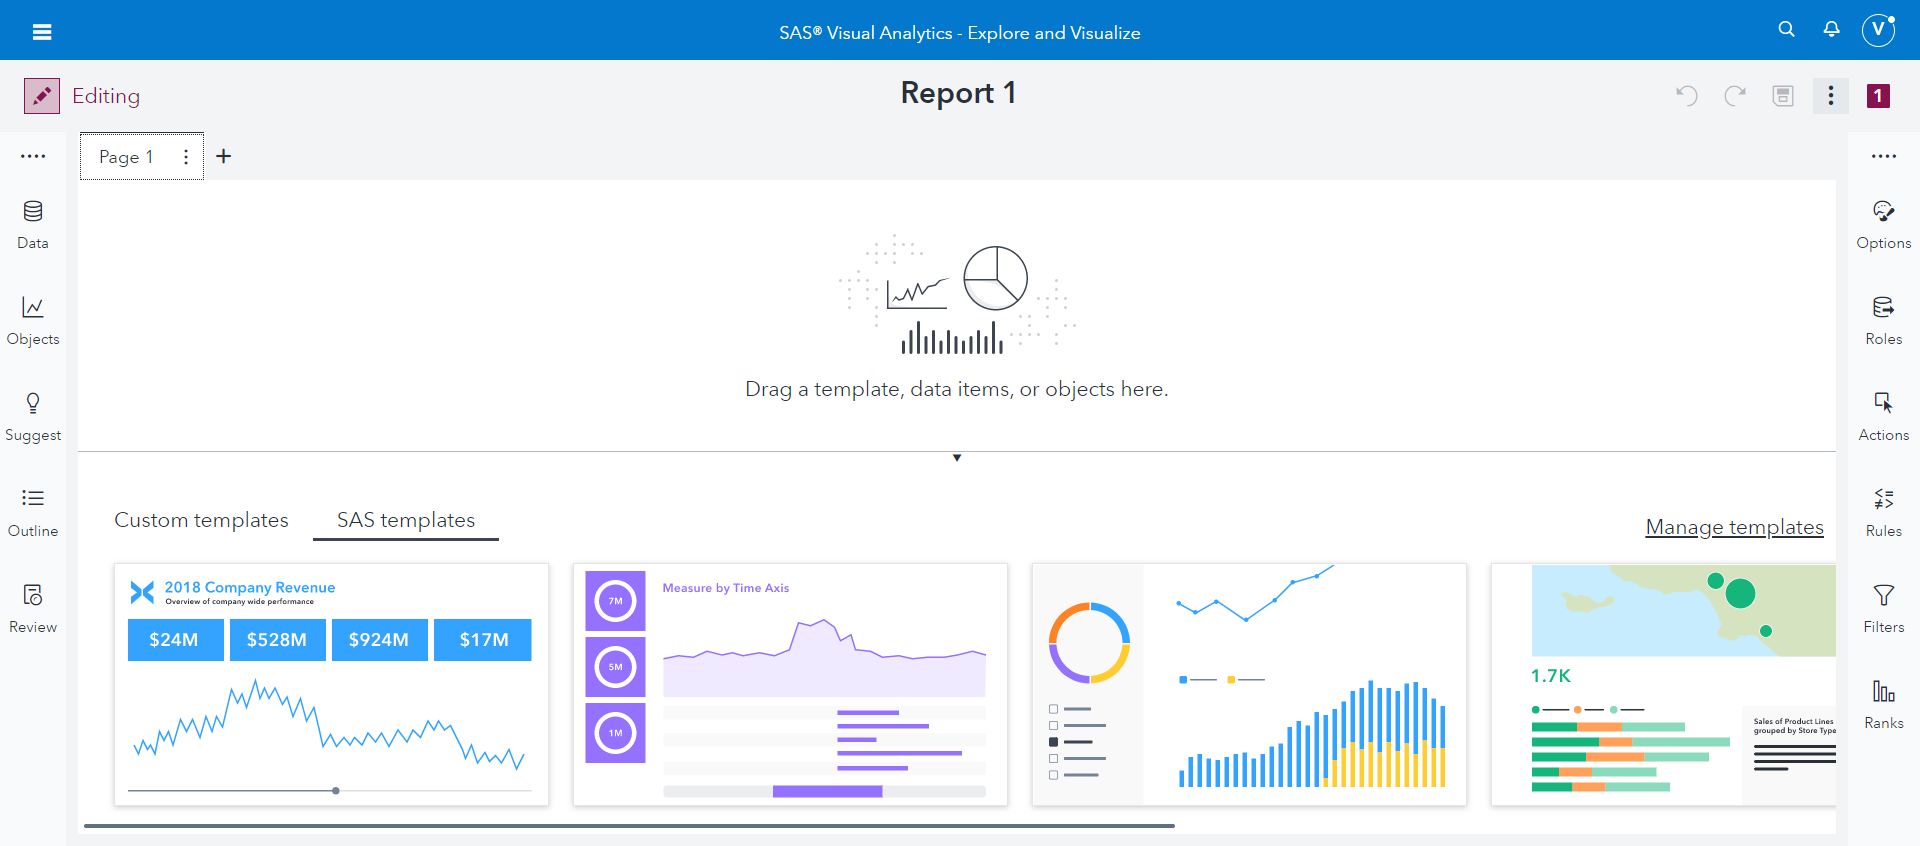 SAS® Visual Analytics - Explore and Visualize
V
Editing
Report 1
1
Page 1
Data
Objects
Suggest
Outline
Review
Options
Roles
Actions
Rules
Filters
Ranks
Drag a template, data items, or objects here.
Custom templates
SAS templates
Manage templates
2018 Company Revenue
Overview of company wide performance
$24M
$528M
$924M
$17M
Measure by Time Axis
7M
5M
1M
1.7K
Sales of Product Lines
grouped by Store Type